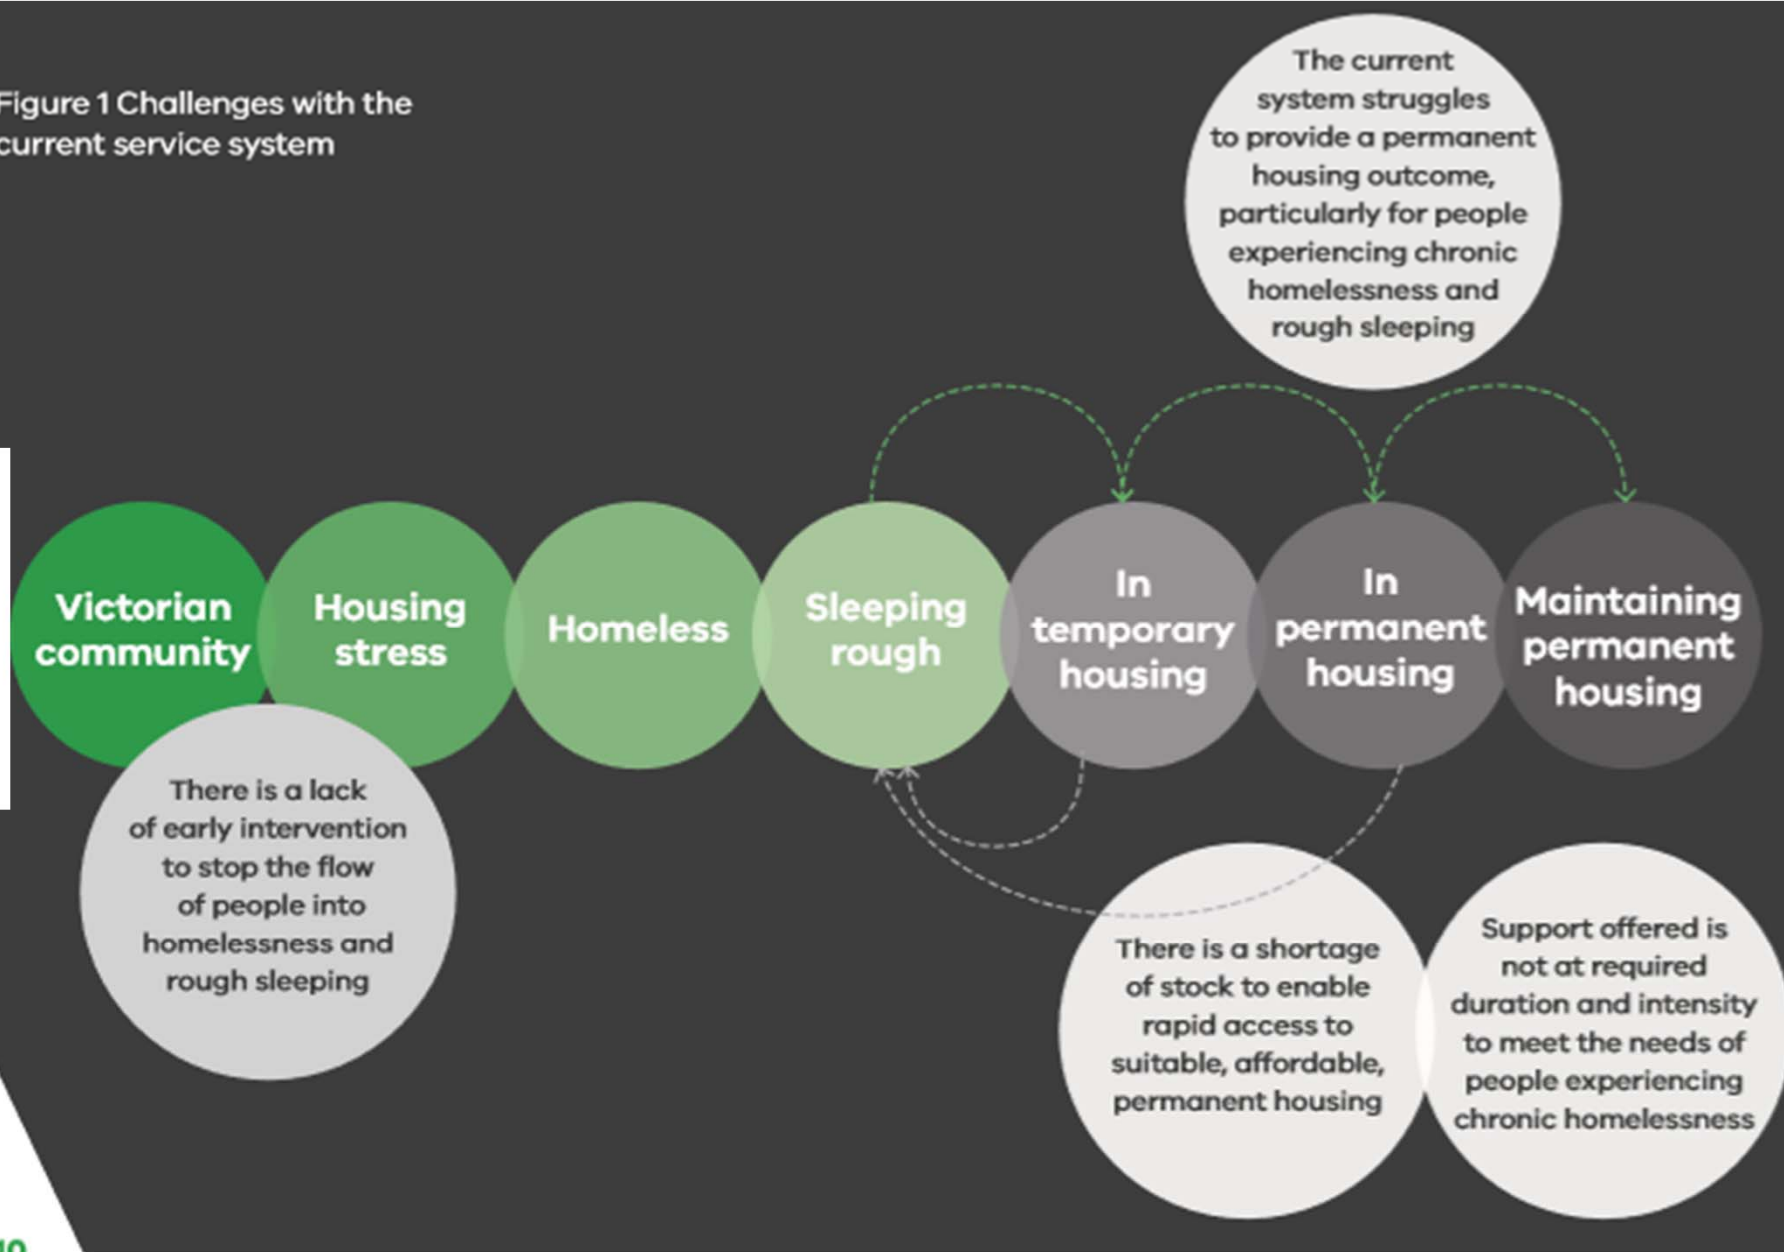 Figure 1 Challenges with the
current service system
The current
system struggles
to provide a permanent
housing outcome,
particularly for people
experiencing chronic
homelessness and
rough sleeping
Victorian
community
Housing
stress
Homeless
Sleeping
rough
In
temporary
housing
In
permanent
housing
Maintaining
permanent
housing
There is a lack
of early intervention
to stop the flow
of people into
homelessness and
rough sleeping
There is a shortage
of stock to enable
rapid access to
suitable, affordable,
permanent housing
Support offered is
not at required
duration and intensity
to meet the needs of
people experiencing
chronic homelessness